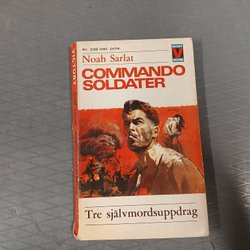 Kr. 2:50 inkl. oms.
Noah Sarlat
COMMANDO
SOLDATER
Tre självmordsuppdrag